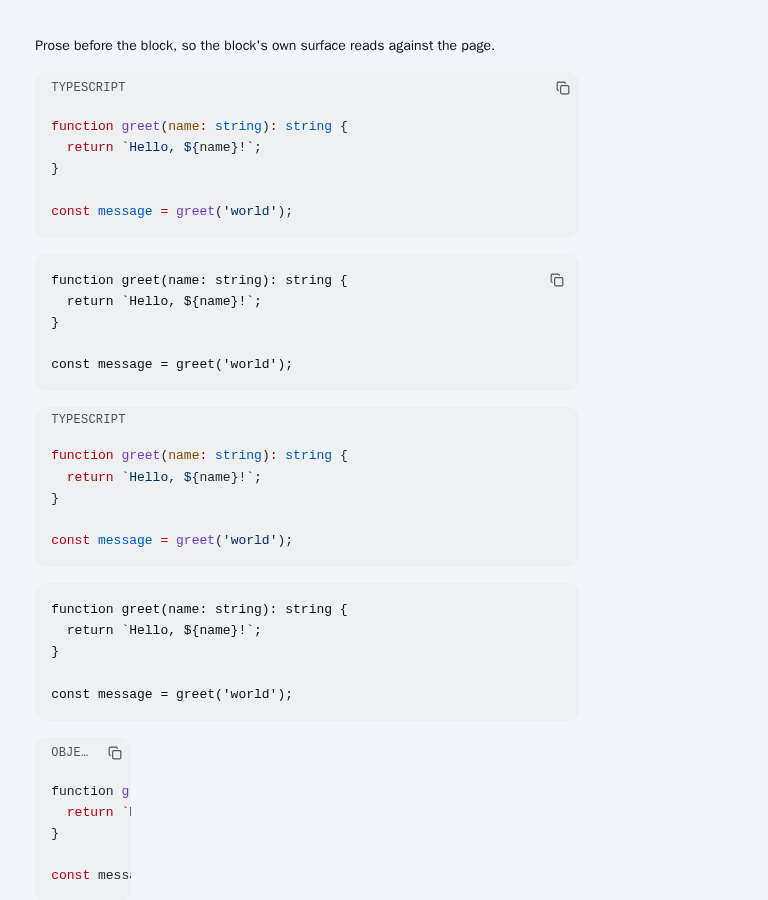 Prose before the block, so the block's own surface reads against the page.
TYPESCRIPT
function greet(name: string): string {
  return `Hello, ${name}!`;
}
const message = greet('world');
function greet(name: string): string {
  return `Hello, ${name}!`;
}
const message = greet('world');
TYPESCRIPT
function greet(name: string): string {
  return `Hello, ${name}!`;
}
const message = greet('world');
function greet(name: string): string {
  return `Hello, ${name}!`;
}
const message = greet('world');
OBJE…
function g
  return `
}
const mess